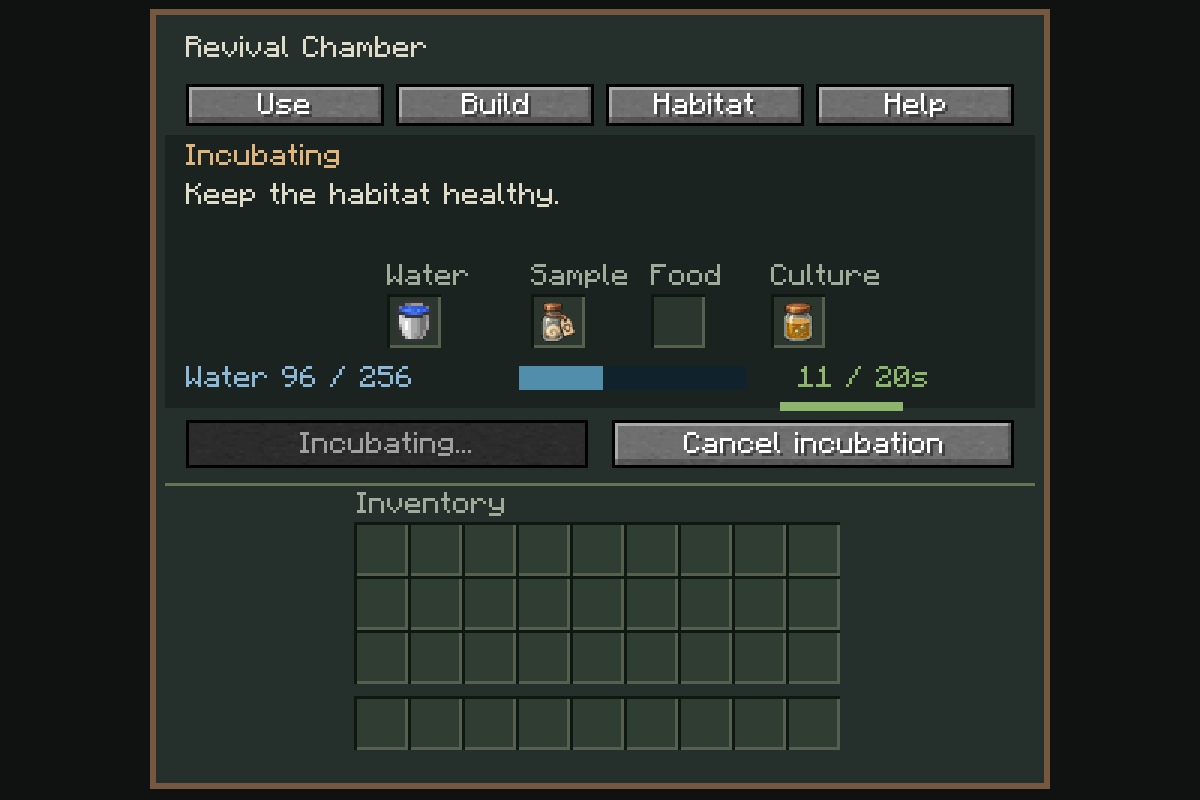 Revival Chamber
Use Build Habitat Help
Incubating
Keep the habitat healthy.
Water Sample Food Culture
Water 96 / 256 11 / 20s
Incubating... Cancel incubation
Inventory